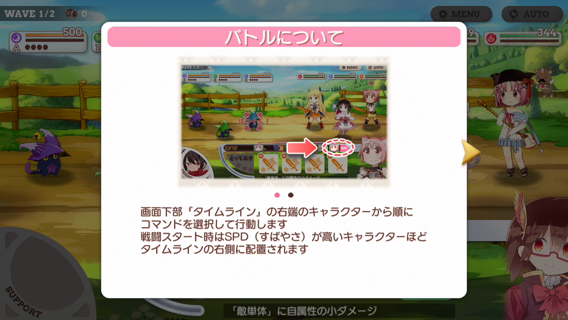 WAVE 1/2
0
500
MENU
AUTO
344
バトルについて
画面下部「タイムライン」の右端のキャラクターから順に
コマンドを選択して行動します
戦闘スタート時はSPD（すばやさ）が高いキャラクターほど
タイムラインの右側に配置されます
SUPPORT
「敵単体」に自属性の小ダメージ